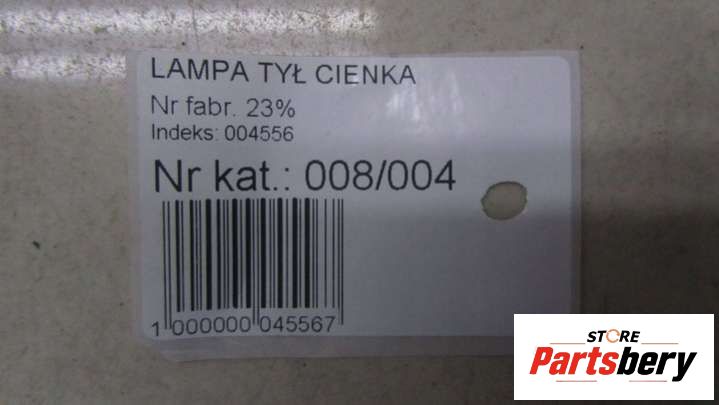 LAMPA TYŁ CIENKA
Nr fabr. 23%
Indeks: 004556
Nr kat.: 008/004
1 000000 045567
STORE
Partsbery